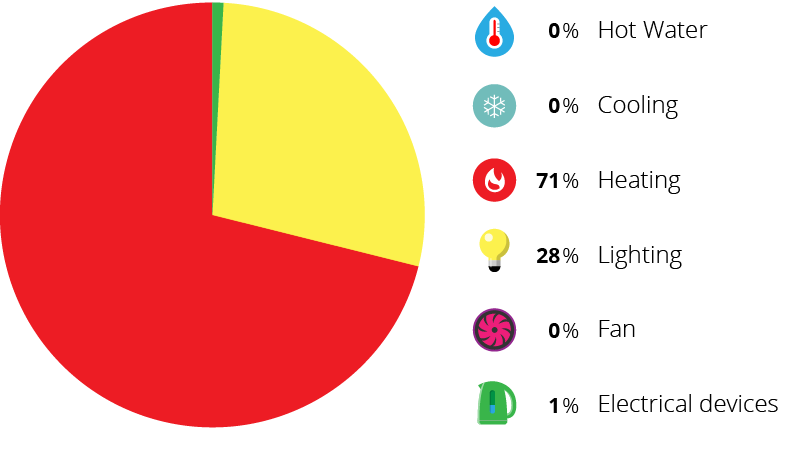 0% Hot Water
0% Cooling
71% Heating
28% Lighting
0% Fan
1% Electrical devices